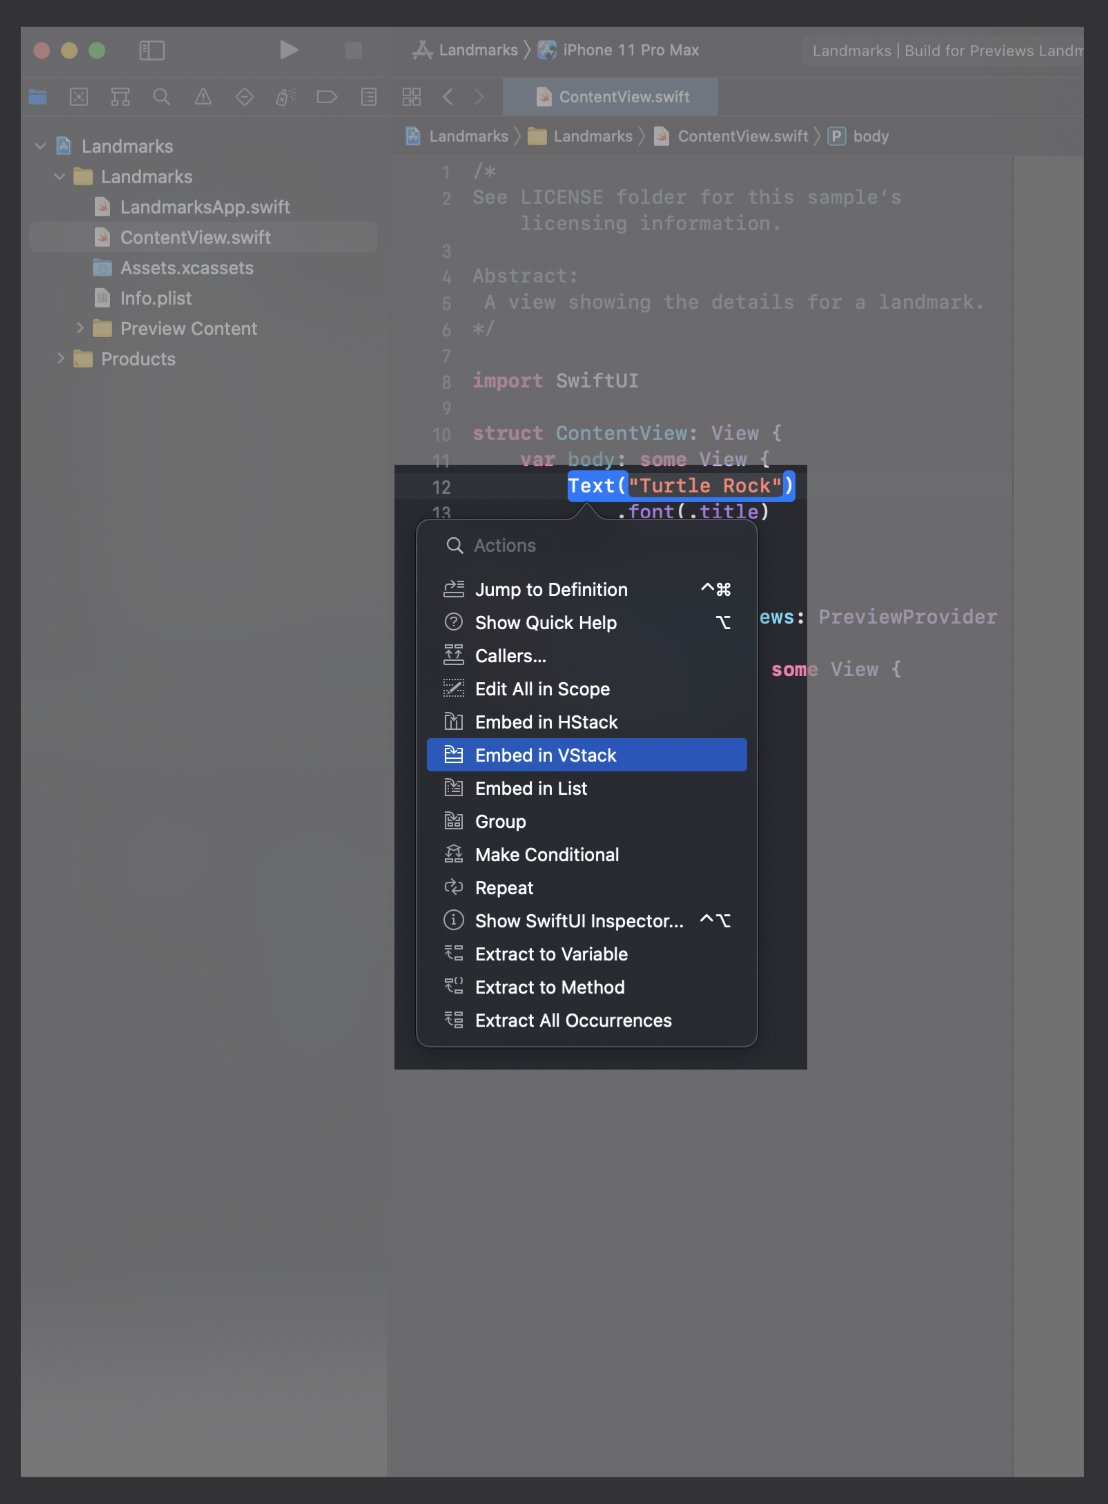 Landmarks 〉 iPhone 11 Pro Max
Landmarks | Build for Previews Landm
ContentView.swift
Landmarks 〉 Landmarks 〉 ContentView.swift 〉 P body
Landmarks
Landmarks
LandmarksApp.swift
ContentView.swift
Assets.xcassets
Info.plist
Preview Content
Products
1 /*
2 See LICENSE folder for this sample’s
licensing information.
3
4 Abstract:
5 A view showing the details for a landmark.
6 */
7
8 import SwiftUI
9
10 struct ContentView: View {
11 var body: some View {
12 Text("Turtle Rock")
13 .font(.title)
Actions
Jump to Definition ^⌘
Show Quick Help ⌥
Callers...
Edit All in Scope
Embed in HStack
Embed in VStack
Embed in List
Group
Make Conditional
Repeat
Show SwiftUI Inspector... ^⌥
Extract to Variable
Extract to Method
Extract All Occurrences
ews: PreviewProvider
some View {